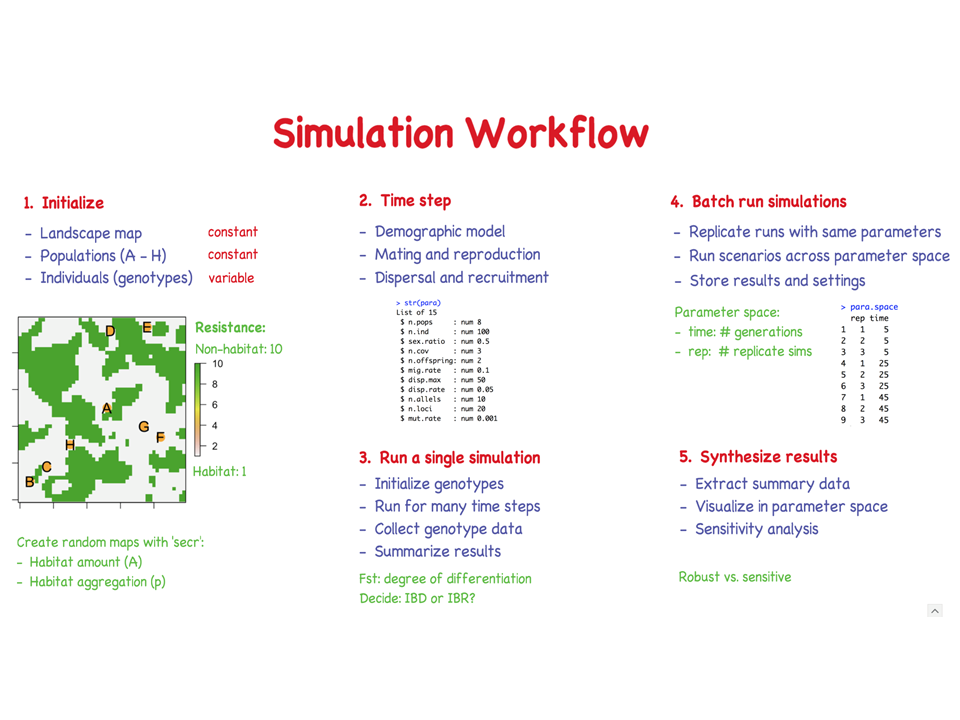 Simulation Workflow
1. Initialize
- Landscape map constant
- Populations (A - H) constant
- Individuals (genotypes) variable
D E
A
G
F
H
C
B
Resistance:
Non-habitat: 10
10
8
6
4
2
Habitat: 1
Create random maps with 'secr':
- Habitat amount (A)
- Habitat aggregation (p)
2. Time step
- Demographic model
- Mating and reproduction
- Dispersal and recruitment
> str(para)
List of 15
$ n.pops : num 8
$ n.ind : num 100
$ sex.ratio : num 0.5
$ n.cov : num 3
$ n.offspring: num 2
$ mig.rate : num 0.1
$ disp.max : num 50
$ disp.rate : num 0.05
$ n.allels : num 10
$ n.loci : num 20
$ mut.rate : num 0.001
3. Run a single simulation
- Initialize genotypes
- Run for many time steps
- Collect genotype data
- Summarize results
Fst: degree of differentiation
Decide: IBD or IBR?
4. Batch run simulations
- Replicate runs with same parameters
- Run scenarios across parameter space
- Store results and settings
Parameter space:
- time: # generations
- rep: # replicate sims
> para.space
rep time
1 1 5
2 2 5
3 3 5
4 1 25
5 2 25
6 3 25
7 1 45
8 2 45
9 3 45
5. Synthesize results
- Extract summary data
- Visualize in parameter space
- Sensitivity analysis
Robust vs. sensitive